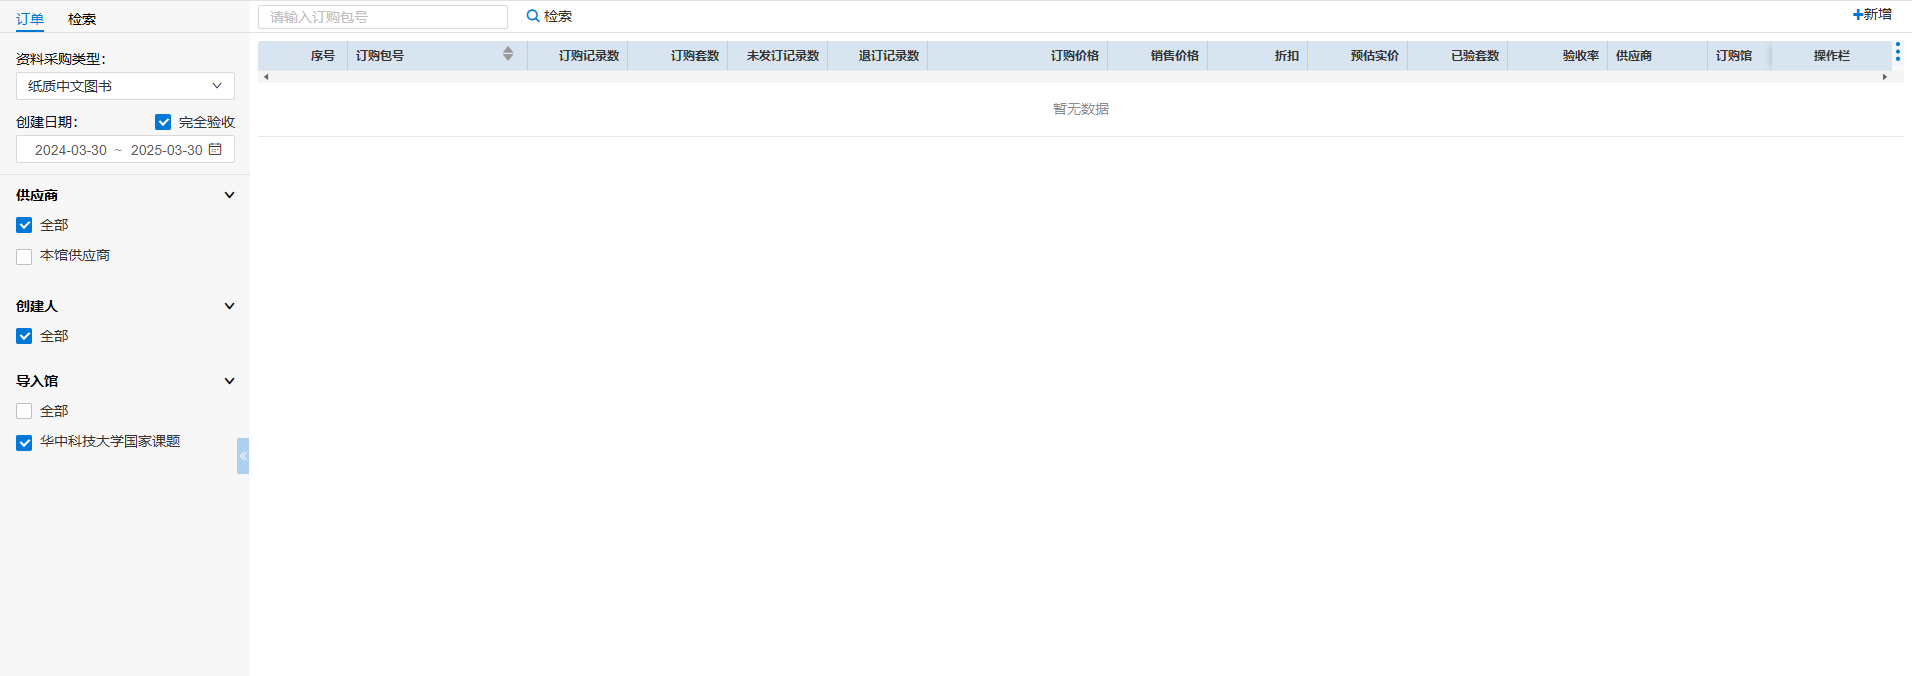 订单 检索
资料采购类型：
纸质中文图书
创建日期： 完全验收
2024-03-30 ~ 2025-03-30
供应商
全部
本馆供应商
创建人
全部
导入馆
全部
华中科技大学国家课题
请输入订购包号 检索 新增
序号 订购包号 订购记录数 订购套数 未发订记录数 退订记录数 订购价格 销售价格 折扣 预估实价 已验套数 验收率 供应商 订购馆 操作栏
暂无数据